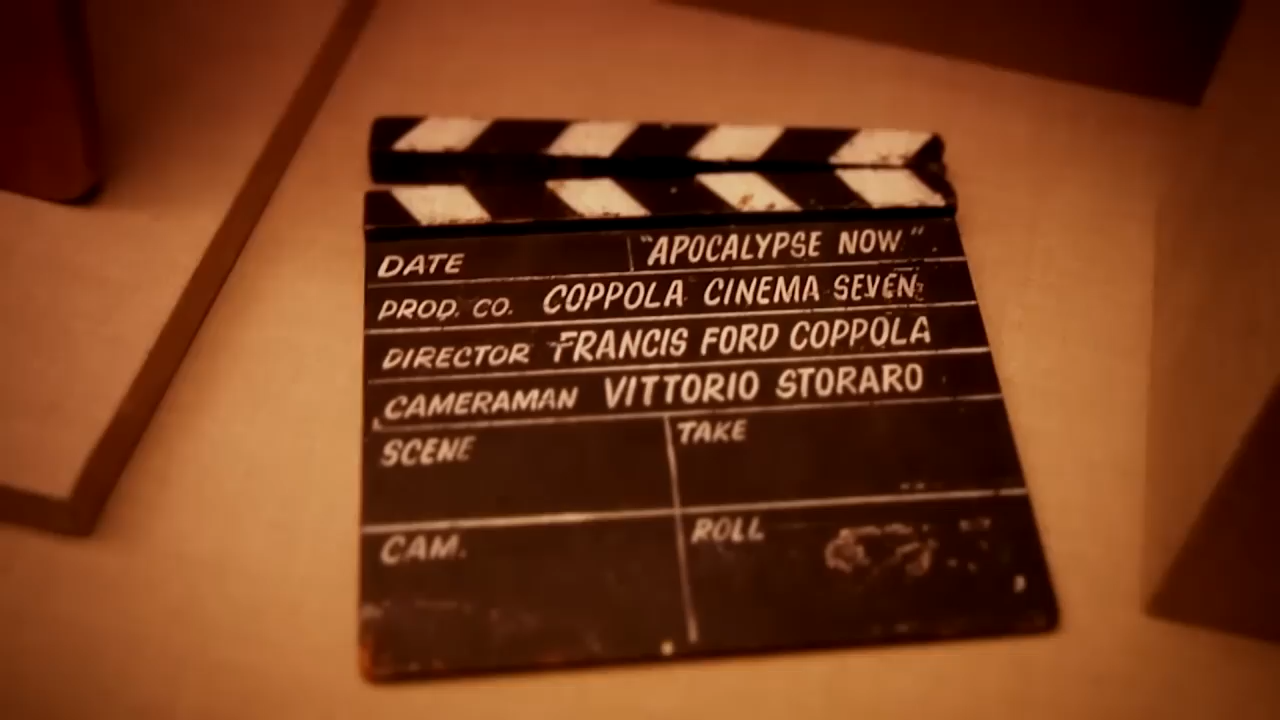 DATE "APOCALYPSE NOW"
PROD. CO. COPPOLA CINEMA SEVEN
DIRECTOR FRANCIS FORD COPPOLA
CAMERAMAN VITTORIO STORARO
SCENE TAKE
CAM. ROLL